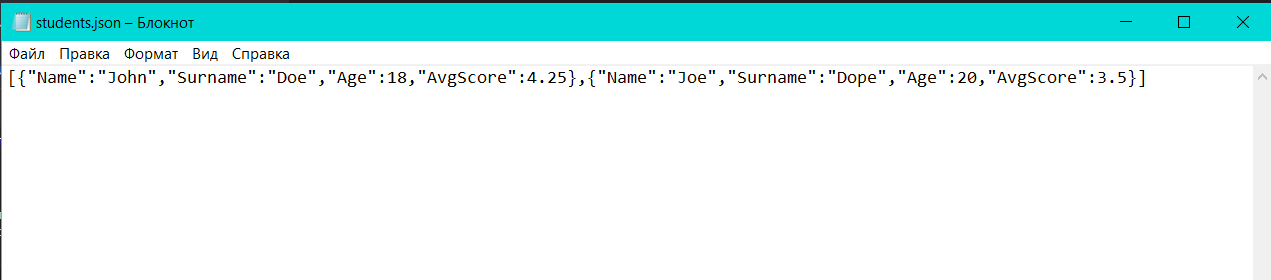 students.json – Блокнот
Файл Правка Формат Вид Справка
[{"Name":"John","Surname":"Doe","Age":18,"AvgScore":4.25},{"Name":"Joe","Surname":"Dope","Age":20,"AvgScore":3.5}]